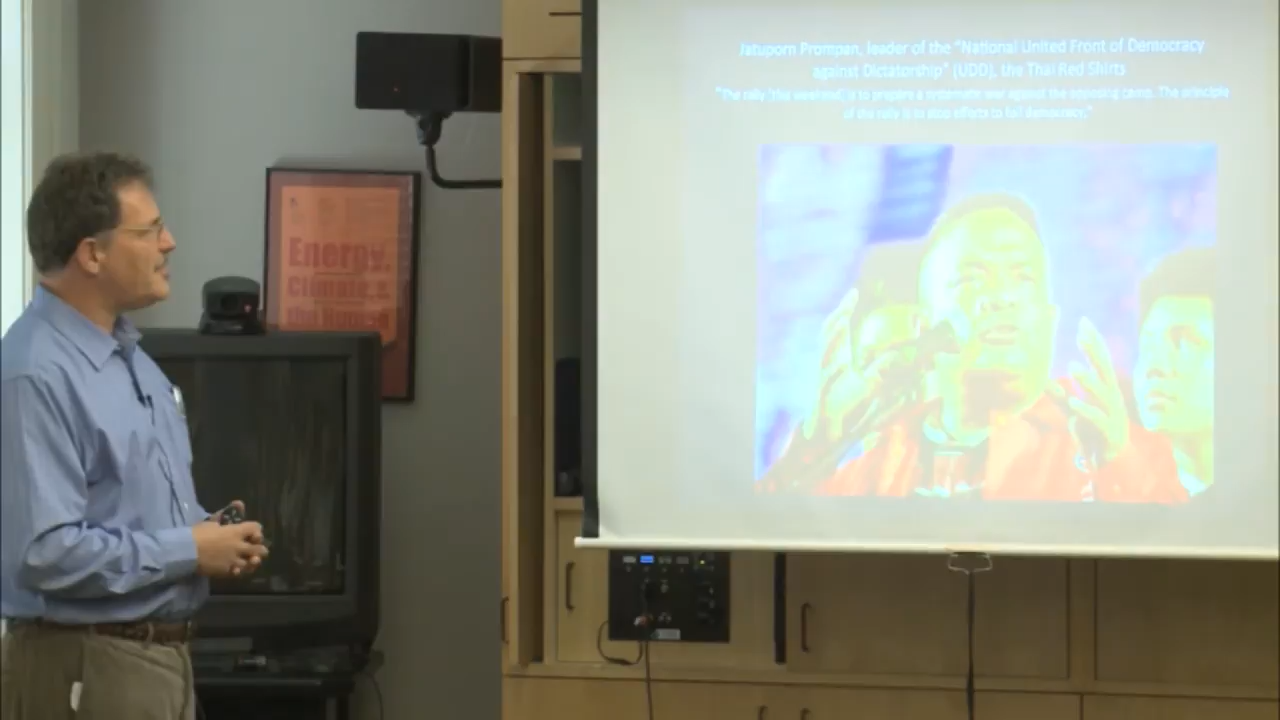 Jatuporn Prompan, leader of the "National United Front of Democracy
against Dictatorship" (UDD), the Thai Red Shirts
"The rally [this weekend] is to prepare a systematic war against the opposing camp. The principle
of the rally is to stop efforts to fail democracy."
Energy,
Climate &
the